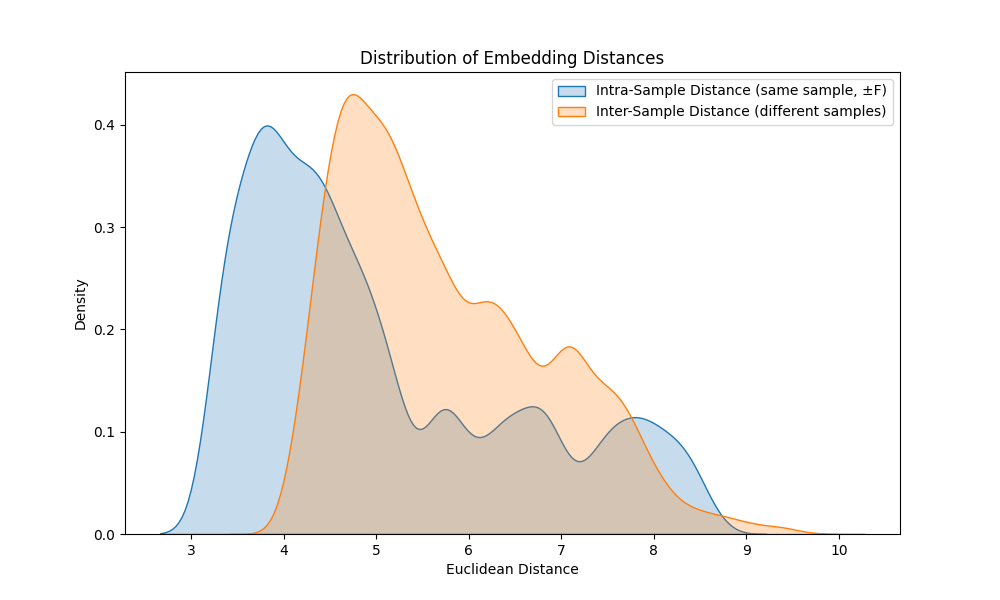 Distribution of Embedding Distances
Intra-Sample Distance (same sample, ±F)
Inter-Sample Distance (different samples)
Density
0.4
0.3
0.2
0.1
0.0
3 4 5 6 7 8 9 10
Euclidean Distance